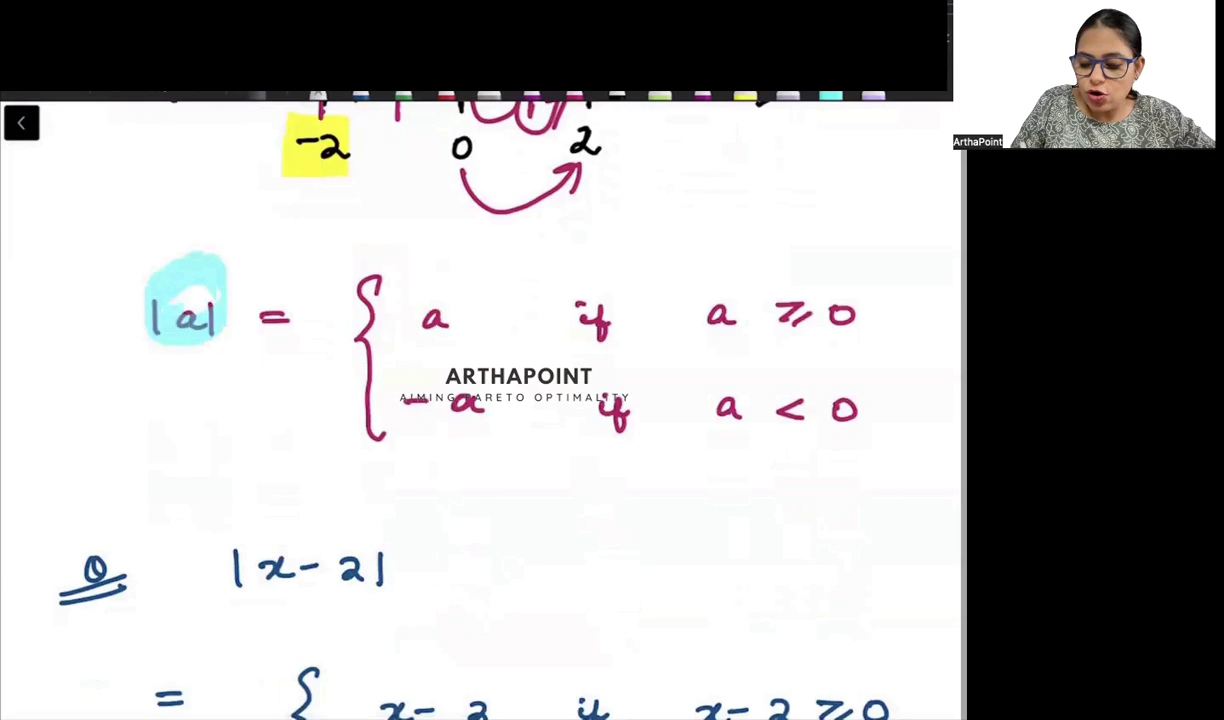 ArthaPoint
-2 0 2
|a| = { a if a ⩾ 0
ARTHAPOINT
AIMING PARETO OPTIMALITY
-a if a < 0
Q |x-2|
= { x-2 if x-2 ⩾ 0